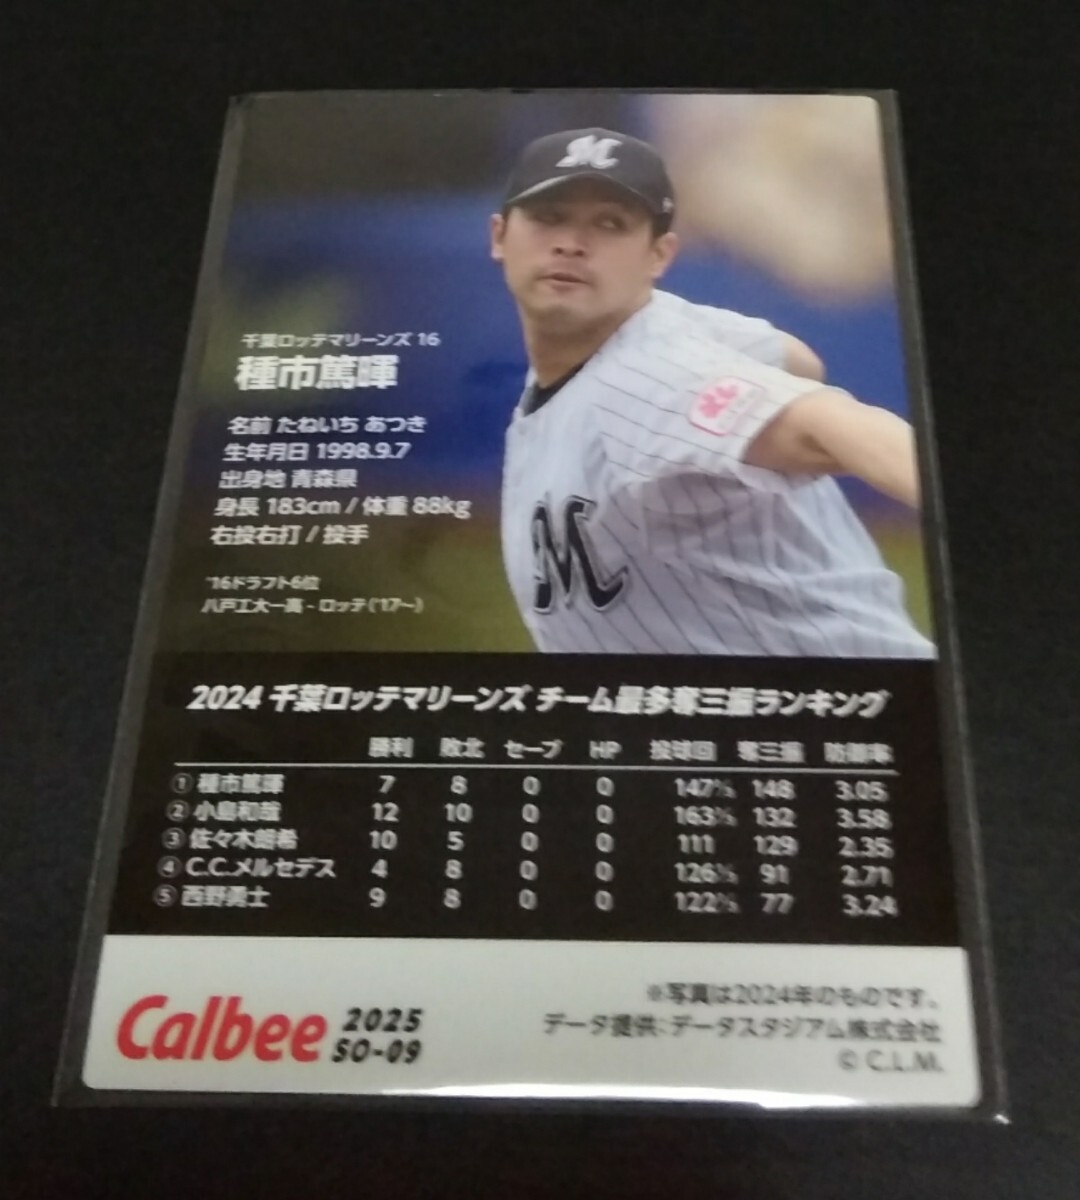 千葉ロッテマリーンズ 16
種市篤暉
名前 たねいち あつき
生年月日 1998.9.7
出身地 青森県
身長 183cm / 体重 88kg
右投右打 / 投手
'16ドラフト6位
八戸工大一高 - ロッテ('17〜)
2024 千葉ロッテマリーンズ チーム最多奪三振ランキング
勝利 敗北 セーブ HP 投球回 奪三振 防御率
① 種市篤暉 7 8 0 0 147 148 3.05
② 小島和哉 12 10 0 0 163 132 3.58
③ 佐々木朗希 10 5 0 0 111 129 2.35
④ C.C.メルセデス 4 8 0 0 126 91 2.71
⑤ 西野勇士 9 8 0 0 122 77 3.24
Calbee 2025
SO-09
※写真は2024年のものです。
データ提供:データスタジアム株式会社
© C.L.M.